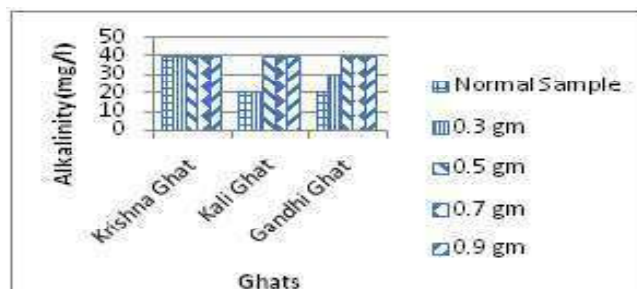 50
40
30
20
10
0
Alkalinity(mg/l)
Krishna Ghat
Kali Ghat
Gandhi Ghat
Ghats
Normal Sample
0.3 gm
0.5 gm
0.7 gm
0.9 gm